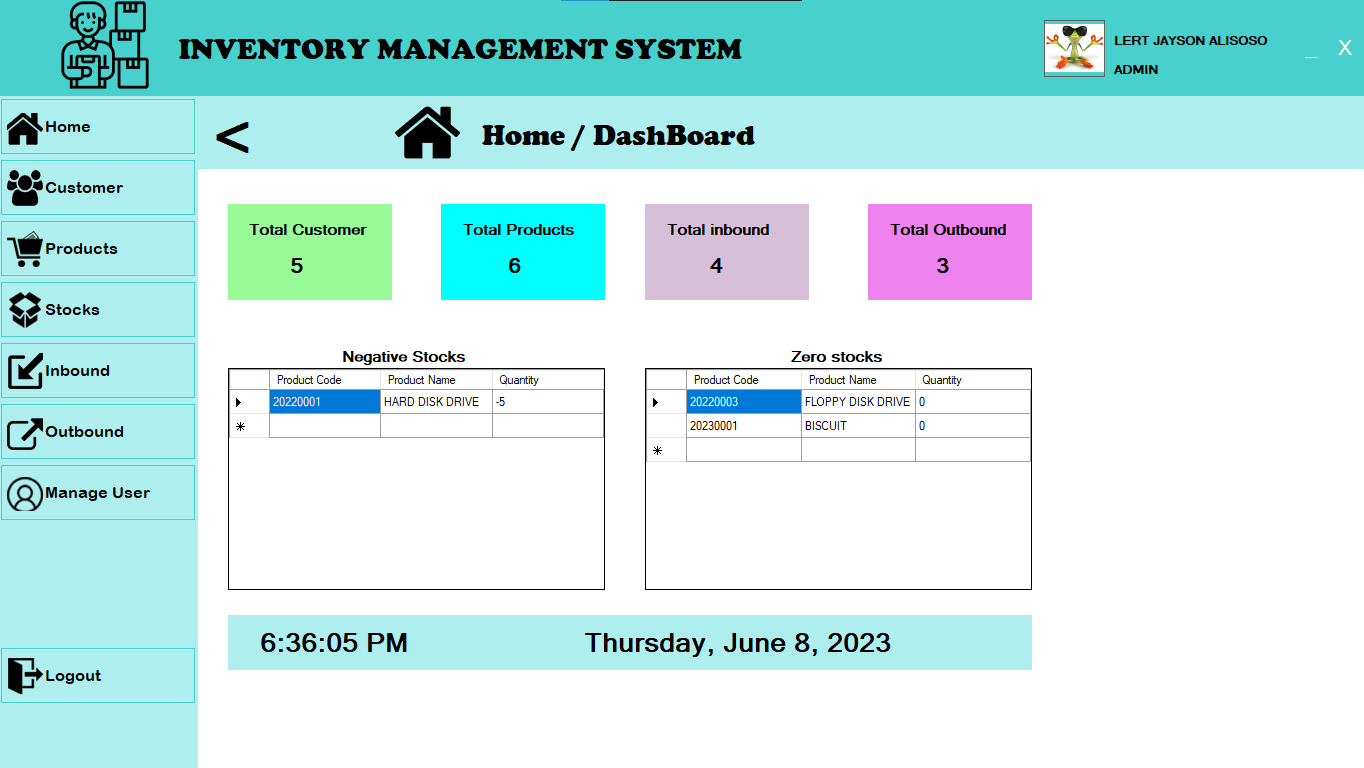 INVENTORY MANAGEMENT SYSTEM
LERT JAYSON ALISOSO
ADMIN
_ X
Home
Customer
Products
Stocks
Inbound
Outbound
Manage User
Logout
< Home / DashBoard
Total Customer
5
Total Products
6
Total inbound
4
Total Outbound
3
Negative Stocks
Product Code Product Name Quantity
20220001 HARD DISK DRIVE -5
Zero stocks
Product Code Product Name Quantity
20220003 FLOPPY DISK DRIVE 0
20230001 BISCUIT 0
6:36:05 PM Thursday, June 8, 2023